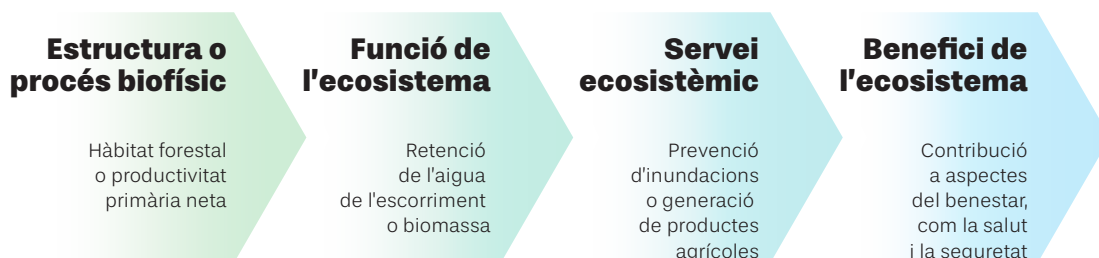 Estructura o
procés biofísic
Hàbitat forestal
o productivitat
primària neta
Funció de
l'ecosistema
Retenció
de l'aigua
de l'escorriment
o biomassa
Servei
ecosistèmic
Prevenció
d'inundacions
o generació
de productes
agrícoles
Benefici de
l'ecosistema
Contribució
a aspectes
del benestar,
com la salut
i la seguretat